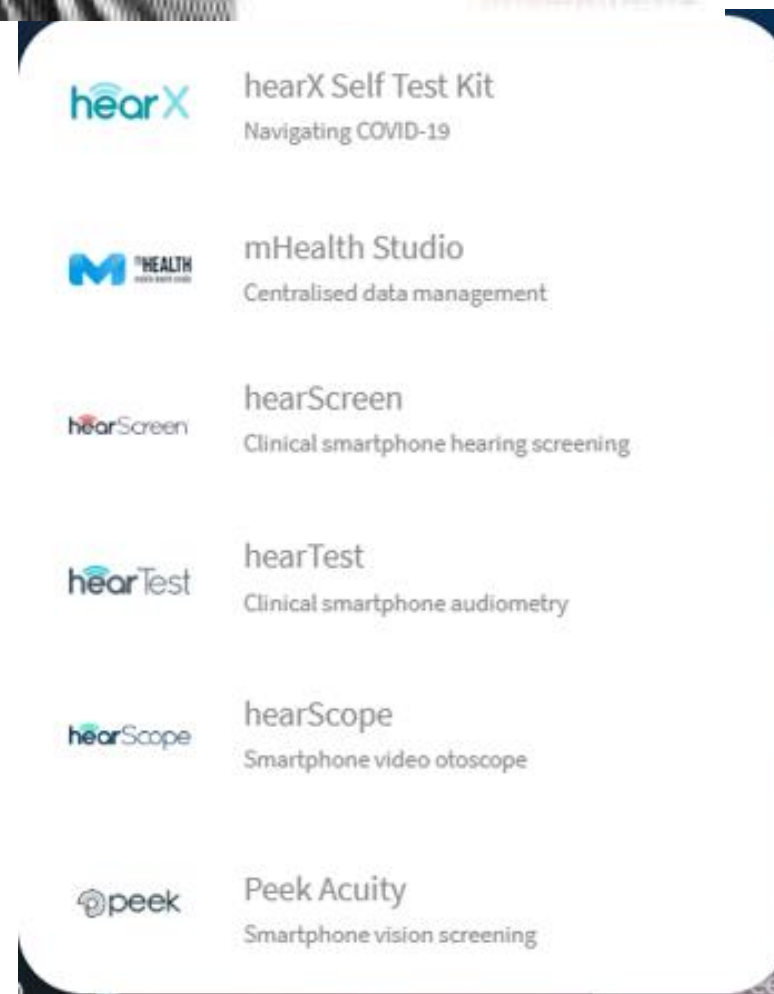 hearX
hearX Self Test Kit
Navigating COVID-19
mHEALTH
mHealth Studio
Centralised data management
hearScreen
hearScreen
Clinical smartphone hearing screening
hearTest
hearTest
Clinical smartphone audiometry
hearScope
hearScope
Smartphone video otoscope
peek
Peek Acuity
Smartphone vision screening